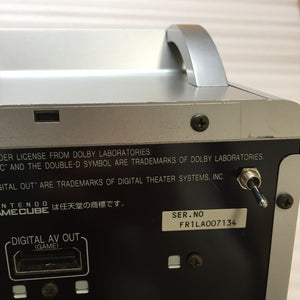 DER LICENSE FROM DOLBY LABORATORIES.
C" AND THE DOUBLE-D SYMBOL ARE TRADEMARKS OF DOLBY LABORATORIES.
IGITAL OUT" ARE TRADEMARKS OF DIGITAL THEATER SYSTEMS, INC.
INTENDO
AMECUBE は任天堂の商標です。
SER.NO
FR1LA007134
DIGITAL AV OUT
(GAME)